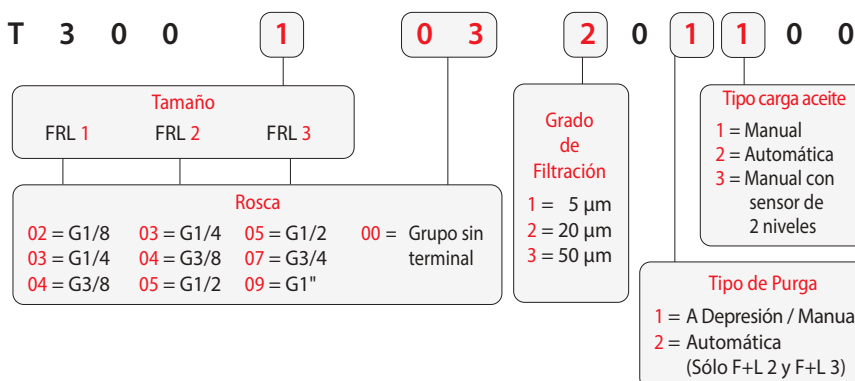 T 3 0 0 1 0 3 2 0 1 1 0 0
Tamaño
FRL 1 FRL 2 FRL 3
Rosca
02 = G1/8 03 = G1/4 05 = G1/2 00 = Grupo sin
03 = G1/4 04 = G3/8 07 = G3/4 terminal
04 = G3/8 05 = G1/2 09 = G1"
Grado
de
Filtración
1 = 5 µm
2 = 20 µm
3 = 50 µm
Tipo carga aceite
1 = Manual
2 = Automática
3 = Manual con
sensor de
2 niveles
Tipo de Purga
1 = A Depresión / Manua
2 = Automática
(Sólo F+L 2 y F+L 3)